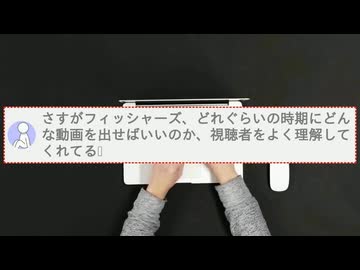 さすがフィッシャーズ、どれぐらいの時期にどん
な動画を出せばいいのか、視聴者をよく理解して
くれてる